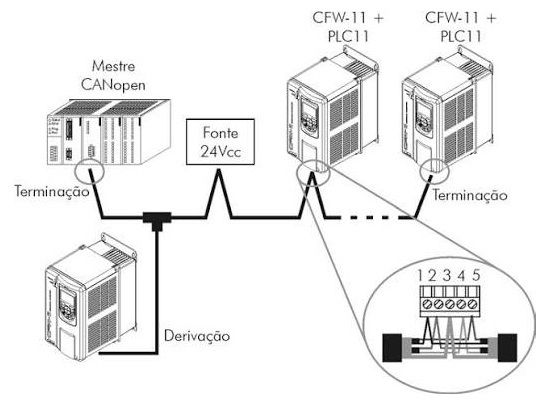 CFW-11 +
PLC11
CFW-11 +
PLC11
Mestre
CANopen
Fonte
24Vcc
Terminação
Terminação
1 2 3 4 5
Derivação